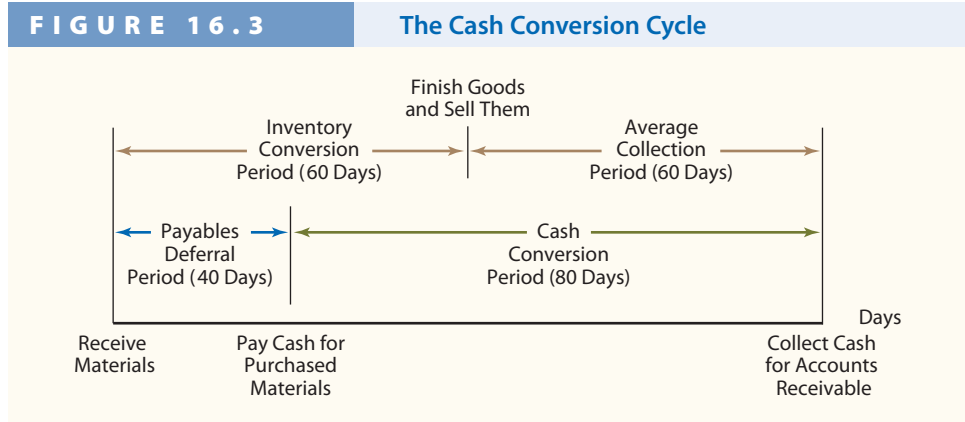 FIGURE 16.3
The Cash Conversion Cycle
Finish Goods
and Sell Them
Inventory
Conversion
Period (60 Days)
Average
Collection
Period (60 Days)
Payables
Deferral
Period (40 Days)
Cash
Conversion
Period (80 Days)
Days
Receive
Materials
Pay Cash for
Purchased
Materials
Collect Cash
for Accounts
Receivable